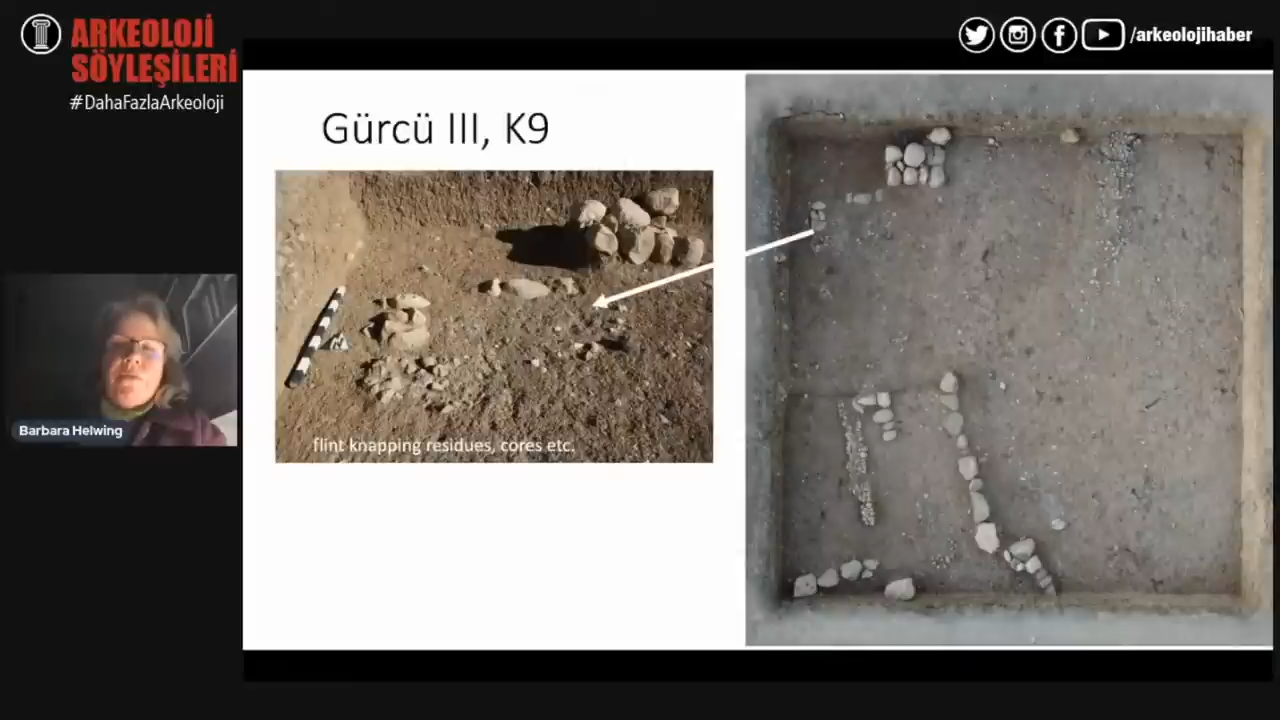 ARKEOLOJİ
SÖYLEŞİLERİ
#DahaFazlaArkeoloji
/arkeolojihaber
Gürcü III, K9
flint knapping residues, cores etc.
Barbara Helwing